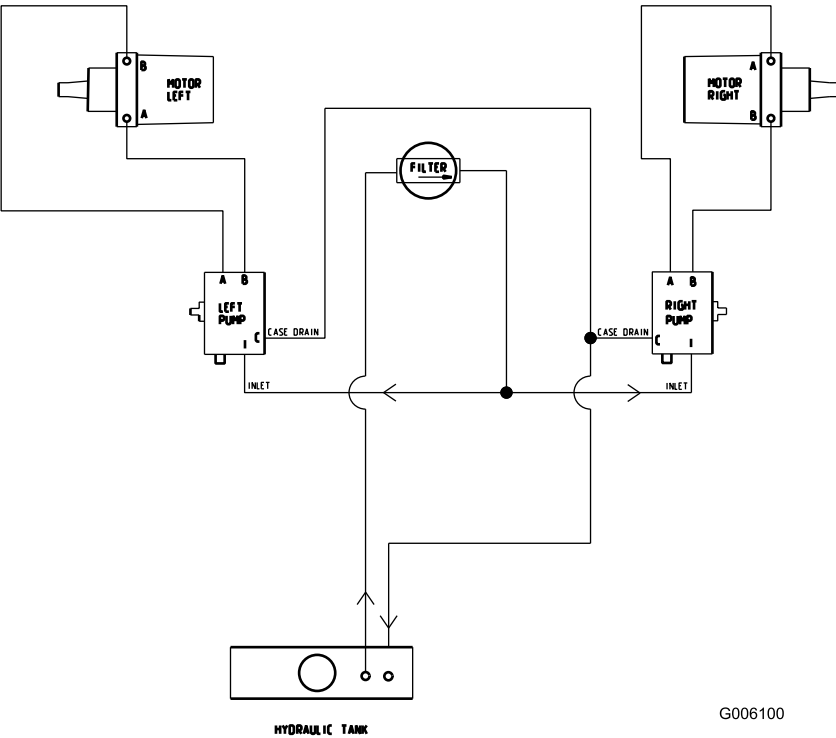 B
MOTOR
LEFT
A
A
MOTOR
RIGHT
B
FILTER
A B
LEFT
PUMP
C
I
CASE DRAIN
INLET
A B
RIGHT
PUMP
C
I
CASE DRAIN
INLET
HYDRAULIC TANK
G006100